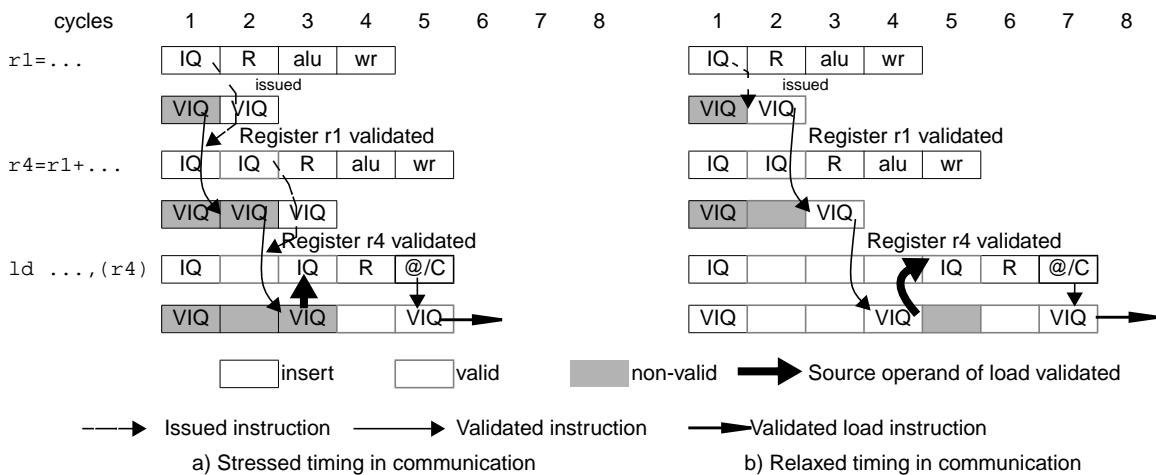 cycles 1 2 3 4 5 6 7 8 1 2 3 4 5 6 7 8
r1=... IQ R alu wr IQ R alu wr
issued issued
VIQ VIQ VIQ VIQ
Register r1 validated Register r1 validated
r4=r1+... IQ IQ R alu wr IQ IQ R alu wr
VIQ VIQ VIQ VIQ VIQ
Register r4 validated Register r4 validated
ld ...,(r4) IQ IQ R @/C IQ IQ R @/C
VIQ VIQ VIQ VIQ VIQ VIQ
insert valid non-valid Source operand of load validated
Issued instruction Validated instruction Validated load instruction
a) Stressed timing in communication b) Relaxed timing in communication